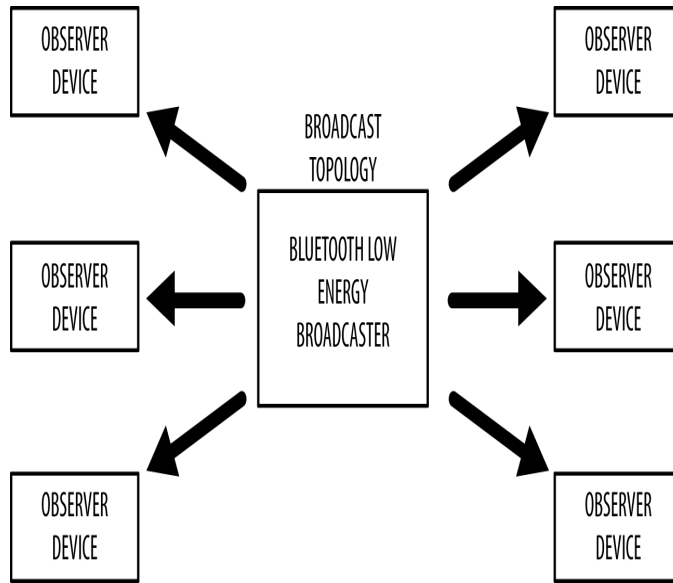 OBSERVER
DEVICE
OBSERVER
DEVICE
BROADCAST
TOPOLOGY
BLUETOOTH LOW
ENERGY
BROADCASTER
OBSERVER
DEVICE
OBSERVER
DEVICE
OBSERVER
DEVICE
OBSERVER
DEVICE